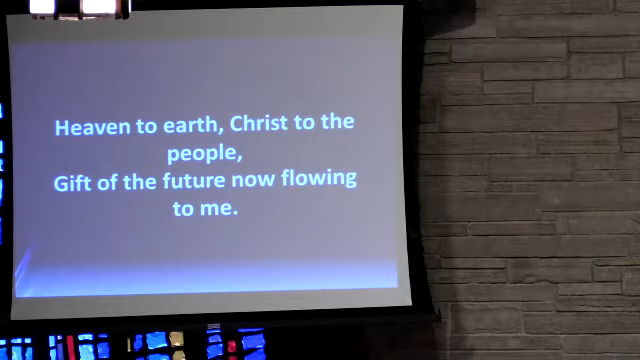 Heaven to earth, Christ to the
people,
Gift of the future now flowing
to me.